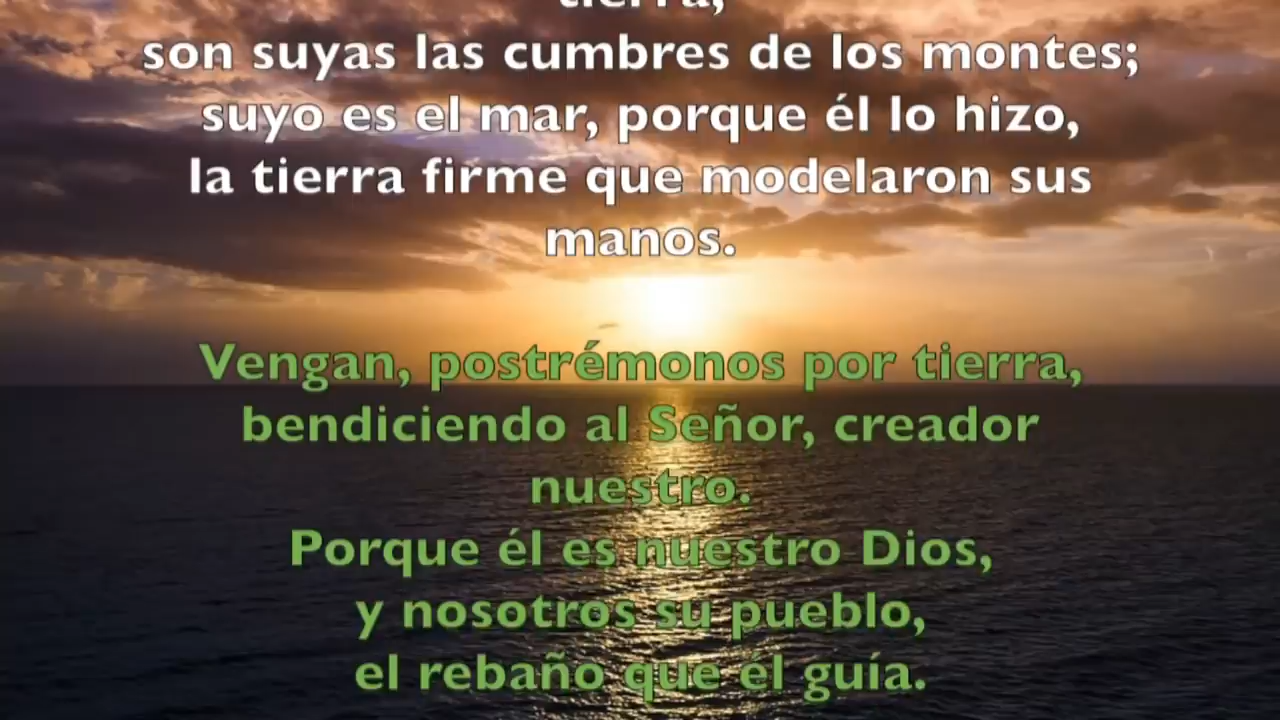 tierra,
son suyas las cumbres de los montes;
suyo es el mar, porque él lo hizo,
la tierra firme que modelaron sus
manos.
Vengan, postrémonos por tierra,
bendiciendo al Señor, creador
nuestro.
Porque él es nuestro Dios,
y nosotros su pueblo,
el rebaño que él guía.